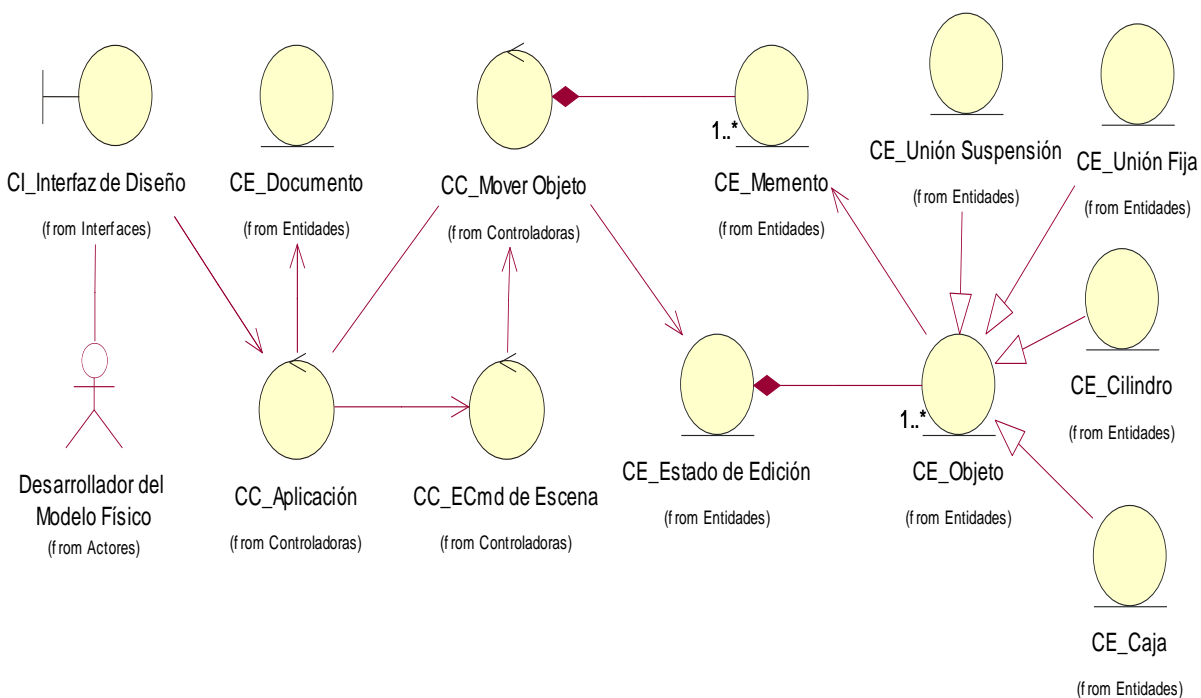 CI_Interfaz de Diseño
(from Interfaces)
CE_Documento
(from Entidades)
CC_Mover Objeto
(from Controladoras)
1..*
CE_Memento
(from Entidades)
CE_Unión Suspensión
(from Entidades)
CE_Unión Fija
(from Entidades)
CE_Cilindro
(from Entidades)
Desarrollador del
Modelo Físico
(from Actores)
CC_Aplicación
(from Controladoras)
CC_ECmd de Escena
(from Controladoras)
CE_Estado de Edición
(from Entidades)
1..*
CE_Objeto
(from Entidades)
CE_Caja
(from Entidades)